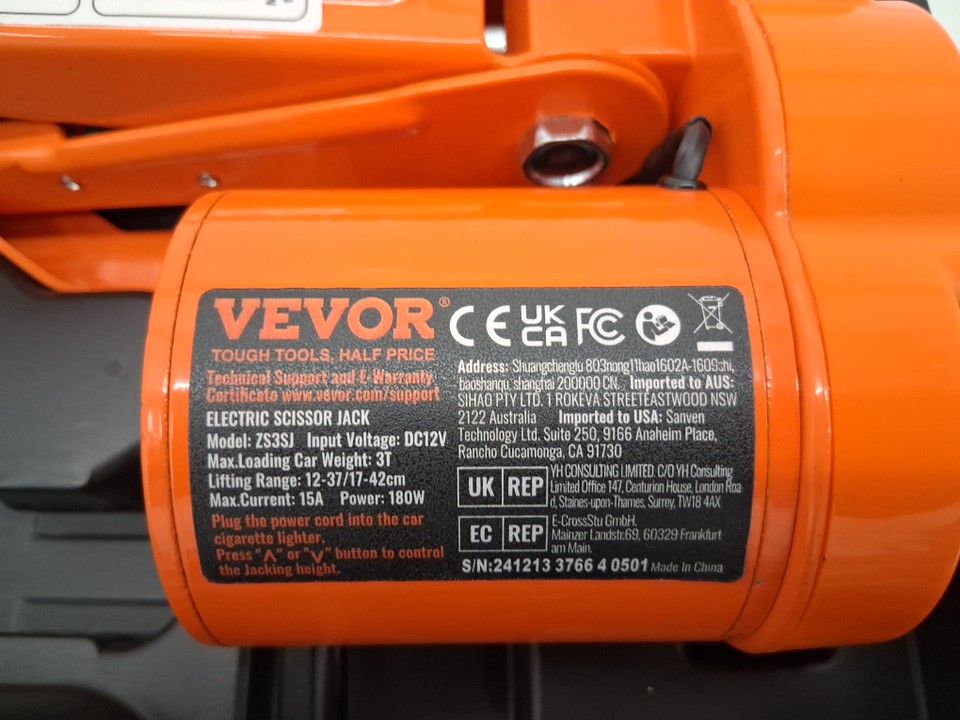 VEVOR®
TOUGH TOOLS, HALF PRICE
Technical Support and E-Warranty
Certificate www.vevor.com/support
ELECTRIC SCISSOR JACK
Model: ZS3SJ Input Voltage: DC12V
Max.Loading Car Weight: 3T
Lifting Range: 12-37/17-42cm
Max.Current: 15A Power: 180W
Plug the power cord into the car
cigarette lighter.
Press "∧" or "∨" button to control
the Jacking height.
CE UK CA FC
Address: Shuangchenglu 803nong11hao1602A-1609shi,
baoshanqu, shanghai 200000 CN. Imported to AUS:
SIHAO PTY LTD. 1 ROKEVA STREETEASTWOOD NSW
2122 Australia Imported to USA: Sanven
Technology Ltd. Suite 250, 9166 Anaheim Place,
Rancho Cucamonga, CA 91730
UK REP
YH CONSULTING LIMITED. C/O YH Consulting
Limited Office 147, Centurion House, London Roa
d, Staines-upon-Thames, Surrey, TW18 4AX
EC REP
E-CrossStu GmbH.
Mainzer Landstr.69, 60329 Frankfurt
am Main.
S/N:241213 3766 4 0501 Made In China